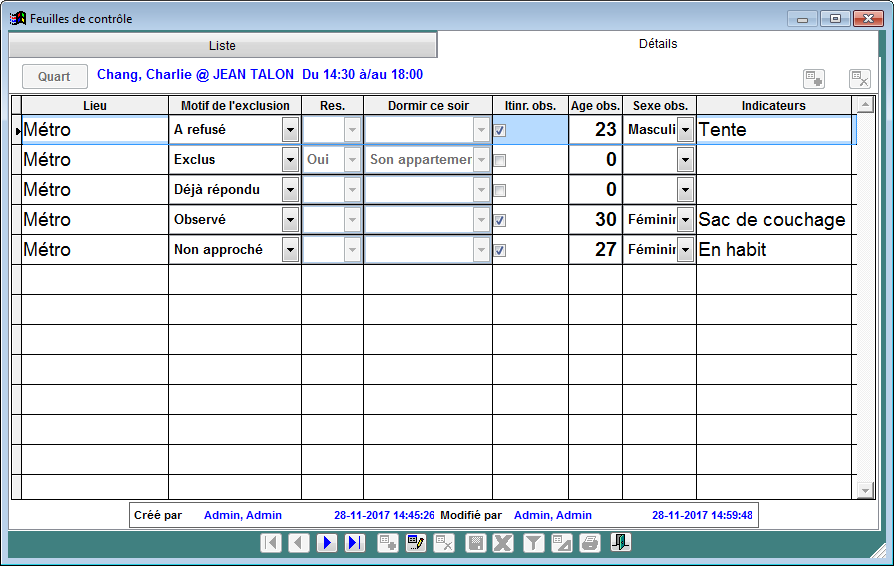 Feuilles de contrôle
Liste Détails
Quart Chang, Charlie @ JEAN TALON Du 14:30 à/au 18:00
Lieu Motif de l'exclusion Res. Dormir ce soir Itinr. obs. Age obs. Sexe obs. Indicateurs
Métro A refusé 23 Masculi Tente
Métro Exclus Oui Son appartemer 0
Métro Déjà répondu 0
Métro Observé 30 Féminir Sac de couchage
Métro Non approché 27 Féminir En habit
Créé par Admin, Admin 28-11-2017 14:45:26 Modifié par Admin, Admin 28-11-2017 14:59:48